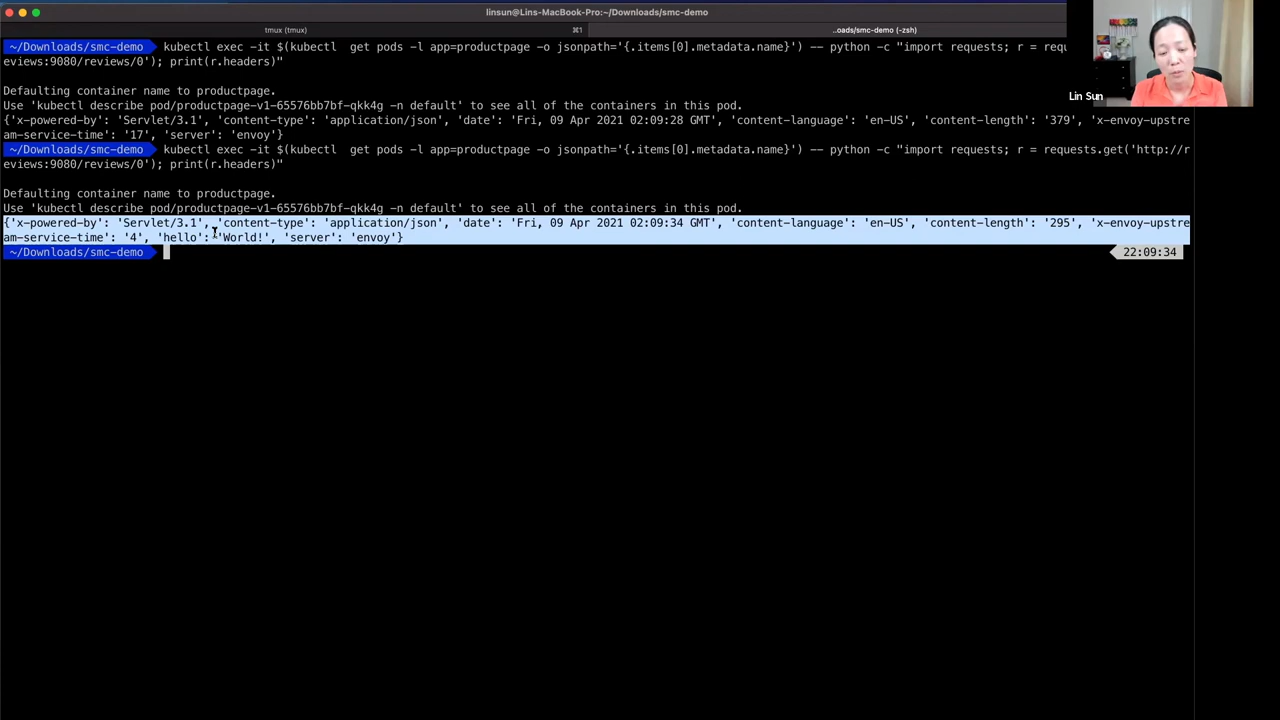 linsun@Lins-MacBook-Pro:~/Downloads/smc-demo
tmux (tmux) ⌘1 ..oads/smc-demo (-zsh)
~/Downloads/smc-demo kubectl exec -it $(kubectl  get pods -l app=productpage -o jsonpath='{.items[0].metadata.name}') -- python -c "import requests; r = requ
eviews:9080/reviews/0'); print(r.headers)"
Defaulting container name to productpage.
Use 'kubectl describe pod/productpage-v1-65576bb7bf-qkk4g -n default' to see all of the containers in this pod.
{'x-powered-by': 'Servlet/3.1', 'content-type': 'application/json', 'date': 'Fri, 09 Apr 2021 02:09:28 GMT', 'content-language': 'en-US', 'content-length': '379', 'x-envoy-upstre
am-service-time': '17', 'server': 'envoy'}
~/Downloads/smc-demo kubectl exec -it $(kubectl  get pods -l app=productpage -o jsonpath='{.items[0].metadata.name}') -- python -c "import requests; r = requests.get('http://r
eviews:9080/reviews/0'); print(r.headers)"
Defaulting container name to productpage.
Use 'kubectl describe pod/productpage-v1-65576bb7bf-qkk4g -n default' to see all of the containers in this pod.
{'x-powered-by': 'Servlet/3.1', 'content-type': 'application/json', 'date': 'Fri, 09 Apr 2021 02:09:34 GMT', 'content-language': 'en-US', 'content-length': '295', 'x-envoy-upstre
am-service-time': '4', 'hello': 'World!', 'server': 'envoy'}
~/Downloads/smc-demo 22:09:34
Lin Sun